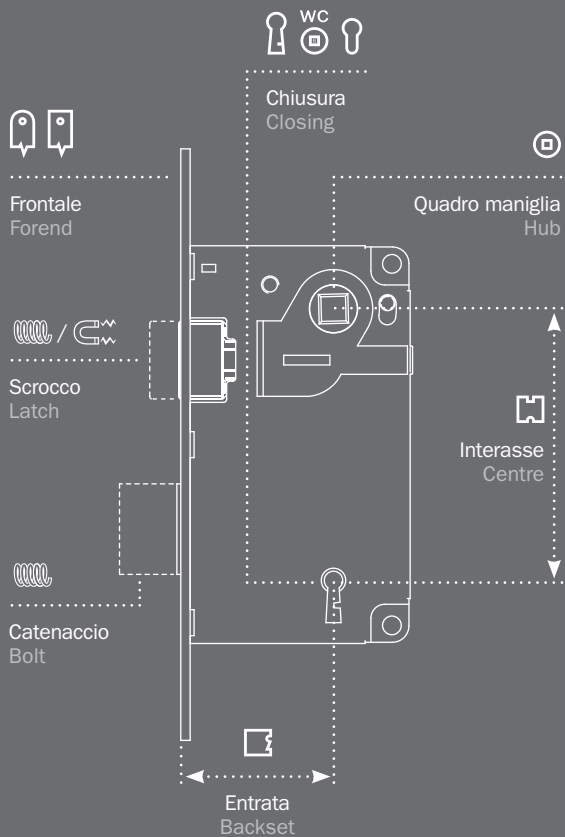 WC
Chiusura
Closing
Frontale
Forend
Quadro maniglia
Hub
Scrocco
Latch
Interasse
Centre
Catenaccio
Bolt
Entrata
Backset